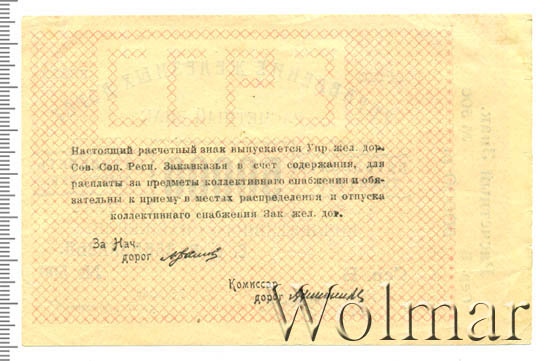 Настоящий расчетный знак выпускается Упр. жел. дор.
Сов. Соц. Респ. Закавказья в счет содержания, для
расплаты за предметы коллективнаго снабжения и обя-
зательны к приему в местах распределения и отпуска
коллективнаго снабжения Зак. жел. дор.
За Нач.
дорог
Комиссар
дорог
Wolmar